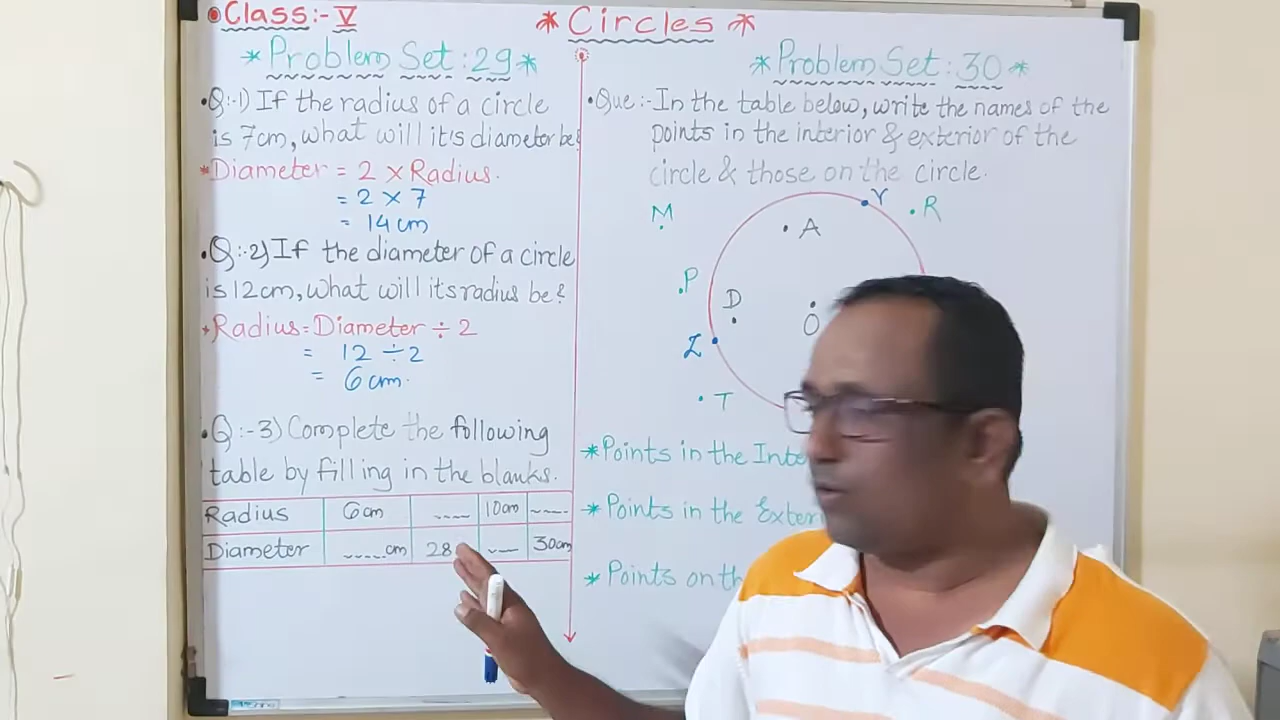 Class:- V
* Circles *
* Problem Set : 29 *
• Q:-1) If the radius of a circle
is 7cm, what will it's diameter be?
* Diameter = 2 × Radius.
= 2 × 7
= 14 cm
• Q:-2) If the diameter of a circle
is 12cm, what will its radius be?
* Radius = Diameter ÷ 2
= 12 ÷ 2
= 6 cm.
• Q:-3) Complete the following
table by filling in the blanks.
Radius 6cm ---- 10cm ----
Diameter -----cm 28 --- 30cm
* Problem Set : 30 *
• Que :- In the table below, write the names of the
points in the interior & exterior of the
circle & those on the circle.
M
Y
R
A
P
D
O
Z
T
* Points in the Inte
* Points in the Exteri
* Points on th